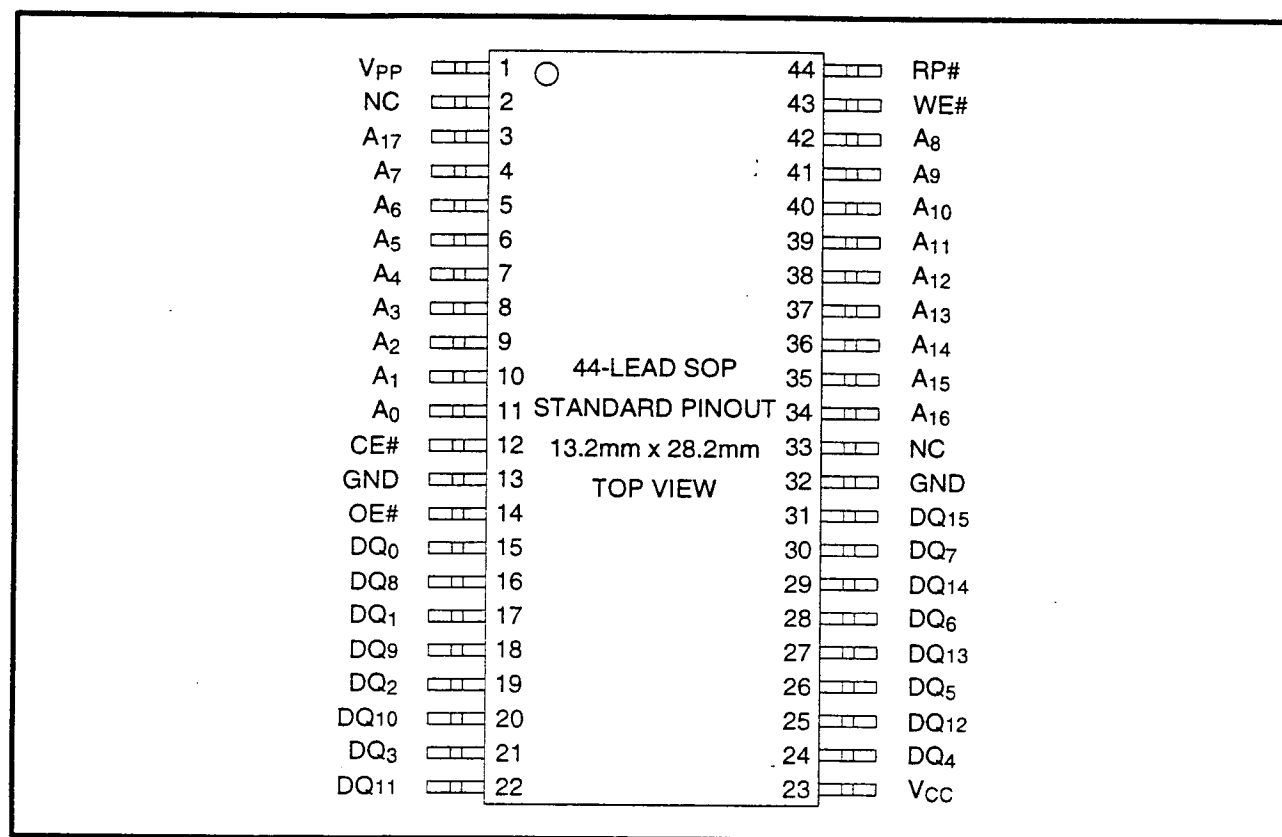 VPP 1 44 RP#
NC 2 43 WE#
A17 3 42 A8
A7 4 41 A9
A6 5 40 A10
A5 6 39 A11
A4 7 38 A12
A3 8 37 A13
A2 9 36 A14
A1 10 44-LEAD SOP 35 A15
A0 11 STANDARD PINOUT 34 A16
CE# 12 13.2mm x 28.2mm 33 NC
GND 13 TOP VIEW 32 GND
OE# 14 31 DQ15
DQ0 15 30 DQ7
DQ8 16 29 DQ14
DQ1 17 28 DQ6
DQ9 18 27 DQ13
DQ2 19 26 DQ5
DQ10 20 25 DQ12
DQ3 21 24 DQ4
DQ11 22 23 VCC